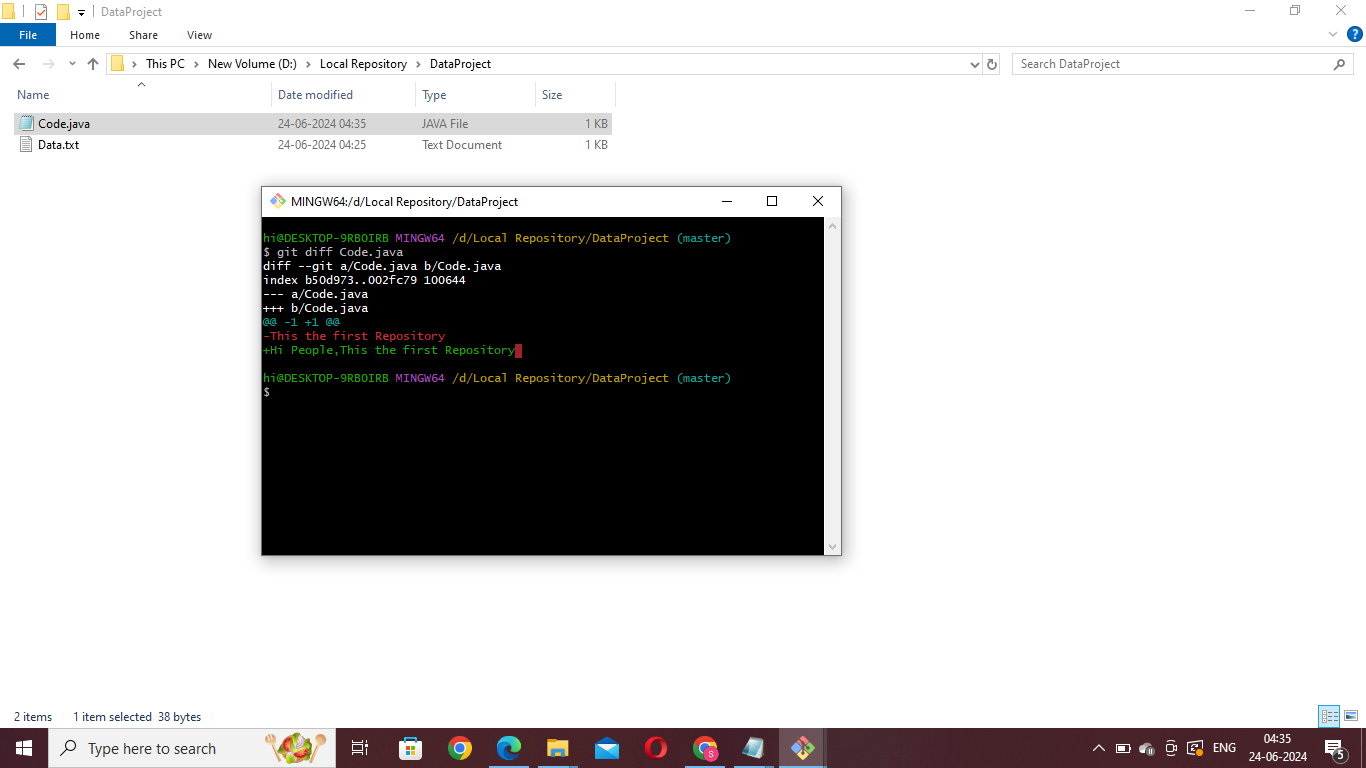 DataProject
File Home Share View
This PC New Volume (D:) Local Repository DataProject
Search DataProject
Name Date modified Type Size
Code.java 24-06-2024 04:35 JAVA File 1 KB
Data.txt 24-06-2024 04:25 Text Document 1 KB
MINGW64:/d/Local Repository/DataProject
hi@DESKTOP-9RBOIRB MINGW64 /d/Local Repository/DataProject (master)
$ git diff Code.java
diff --git a/Code.java b/Code.java
index b50d973..002fc79 100644
--- a/Code.java
+++ b/Code.java
@@ -1 +1 @@
-This the first Repository
+Hi People,This the first Repository
hi@DESKTOP-9RBOIRB MINGW64 /d/Local Repository/DataProject (master)
$
2 items 1 item selected 38 bytes
Type here to search
S
ENG
04:35
24-06-2024
5